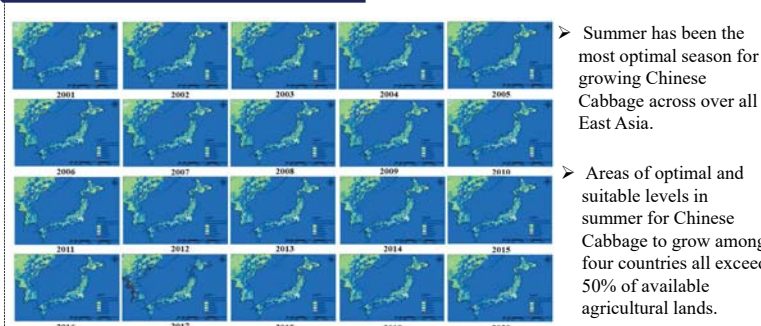 ➢ Summer has been the
most optimal season for
growing Chinese
Cabbage across over all
East Asia.
➢ Areas of optimal and
suitable levels in
summer for Chinese
Cabbage to grow among
four countries all exceed
50% of available
agricultural lands.
2001 2002 2003 2004 2005
2006 2007 2008 2009 2010
2011 2012 2013 2014 2015